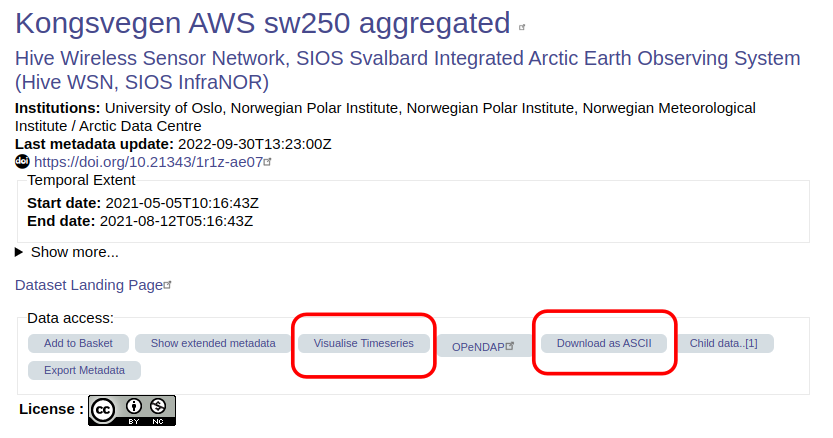 Kongsvegen AWS sw250 aggregated
Hive Wireless Sensor Network, SIOS Svalbard Integrated Arctic Earth Observing System
(Hive WSN, SIOS InfraNOR)
Institutions: University of Oslo, Norwegian Polar Institute, Norwegian Polar Institute, Norwegian Meteorological
Institute / Arctic Data Centre
Last metadata update: 2022-09-30T13:23:00Z
doi https://doi.org/10.21343/1r1z-ae07
Temporal Extent
Start date: 2021-05-05T10:16:43Z
End date: 2021-08-12T05:16:43Z
Show more...
Dataset Landing Page
Data access:
Add to Basket Show extended metadata Visualise Timeseries OPeNDAP Download as ASCII Child data..[1]
Export Metadata
License : cc BY NC